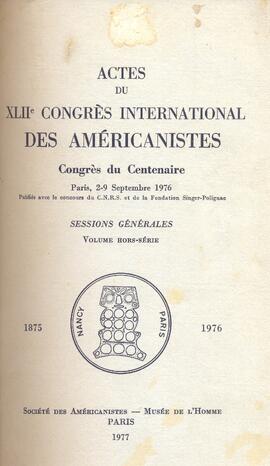 ACTES
DU
XLIIe CONGRÈS INTERNATIONAL
DES AMÉRICANISTES
Congrès du Centenaire
Paris, 2-9 Septembre 1976
Publiés avec le concours du C.N.R.S. et de la Fondation Singer-Polignac
SESSIONS GÉNÉRALES
VOLUME HORS-SÉRIE
1875
NANCY
PARIS
1976
SOCIÉTÉ DES AMÉRICANISTES — MUSÉE DE L'HOMME
PARIS
1977